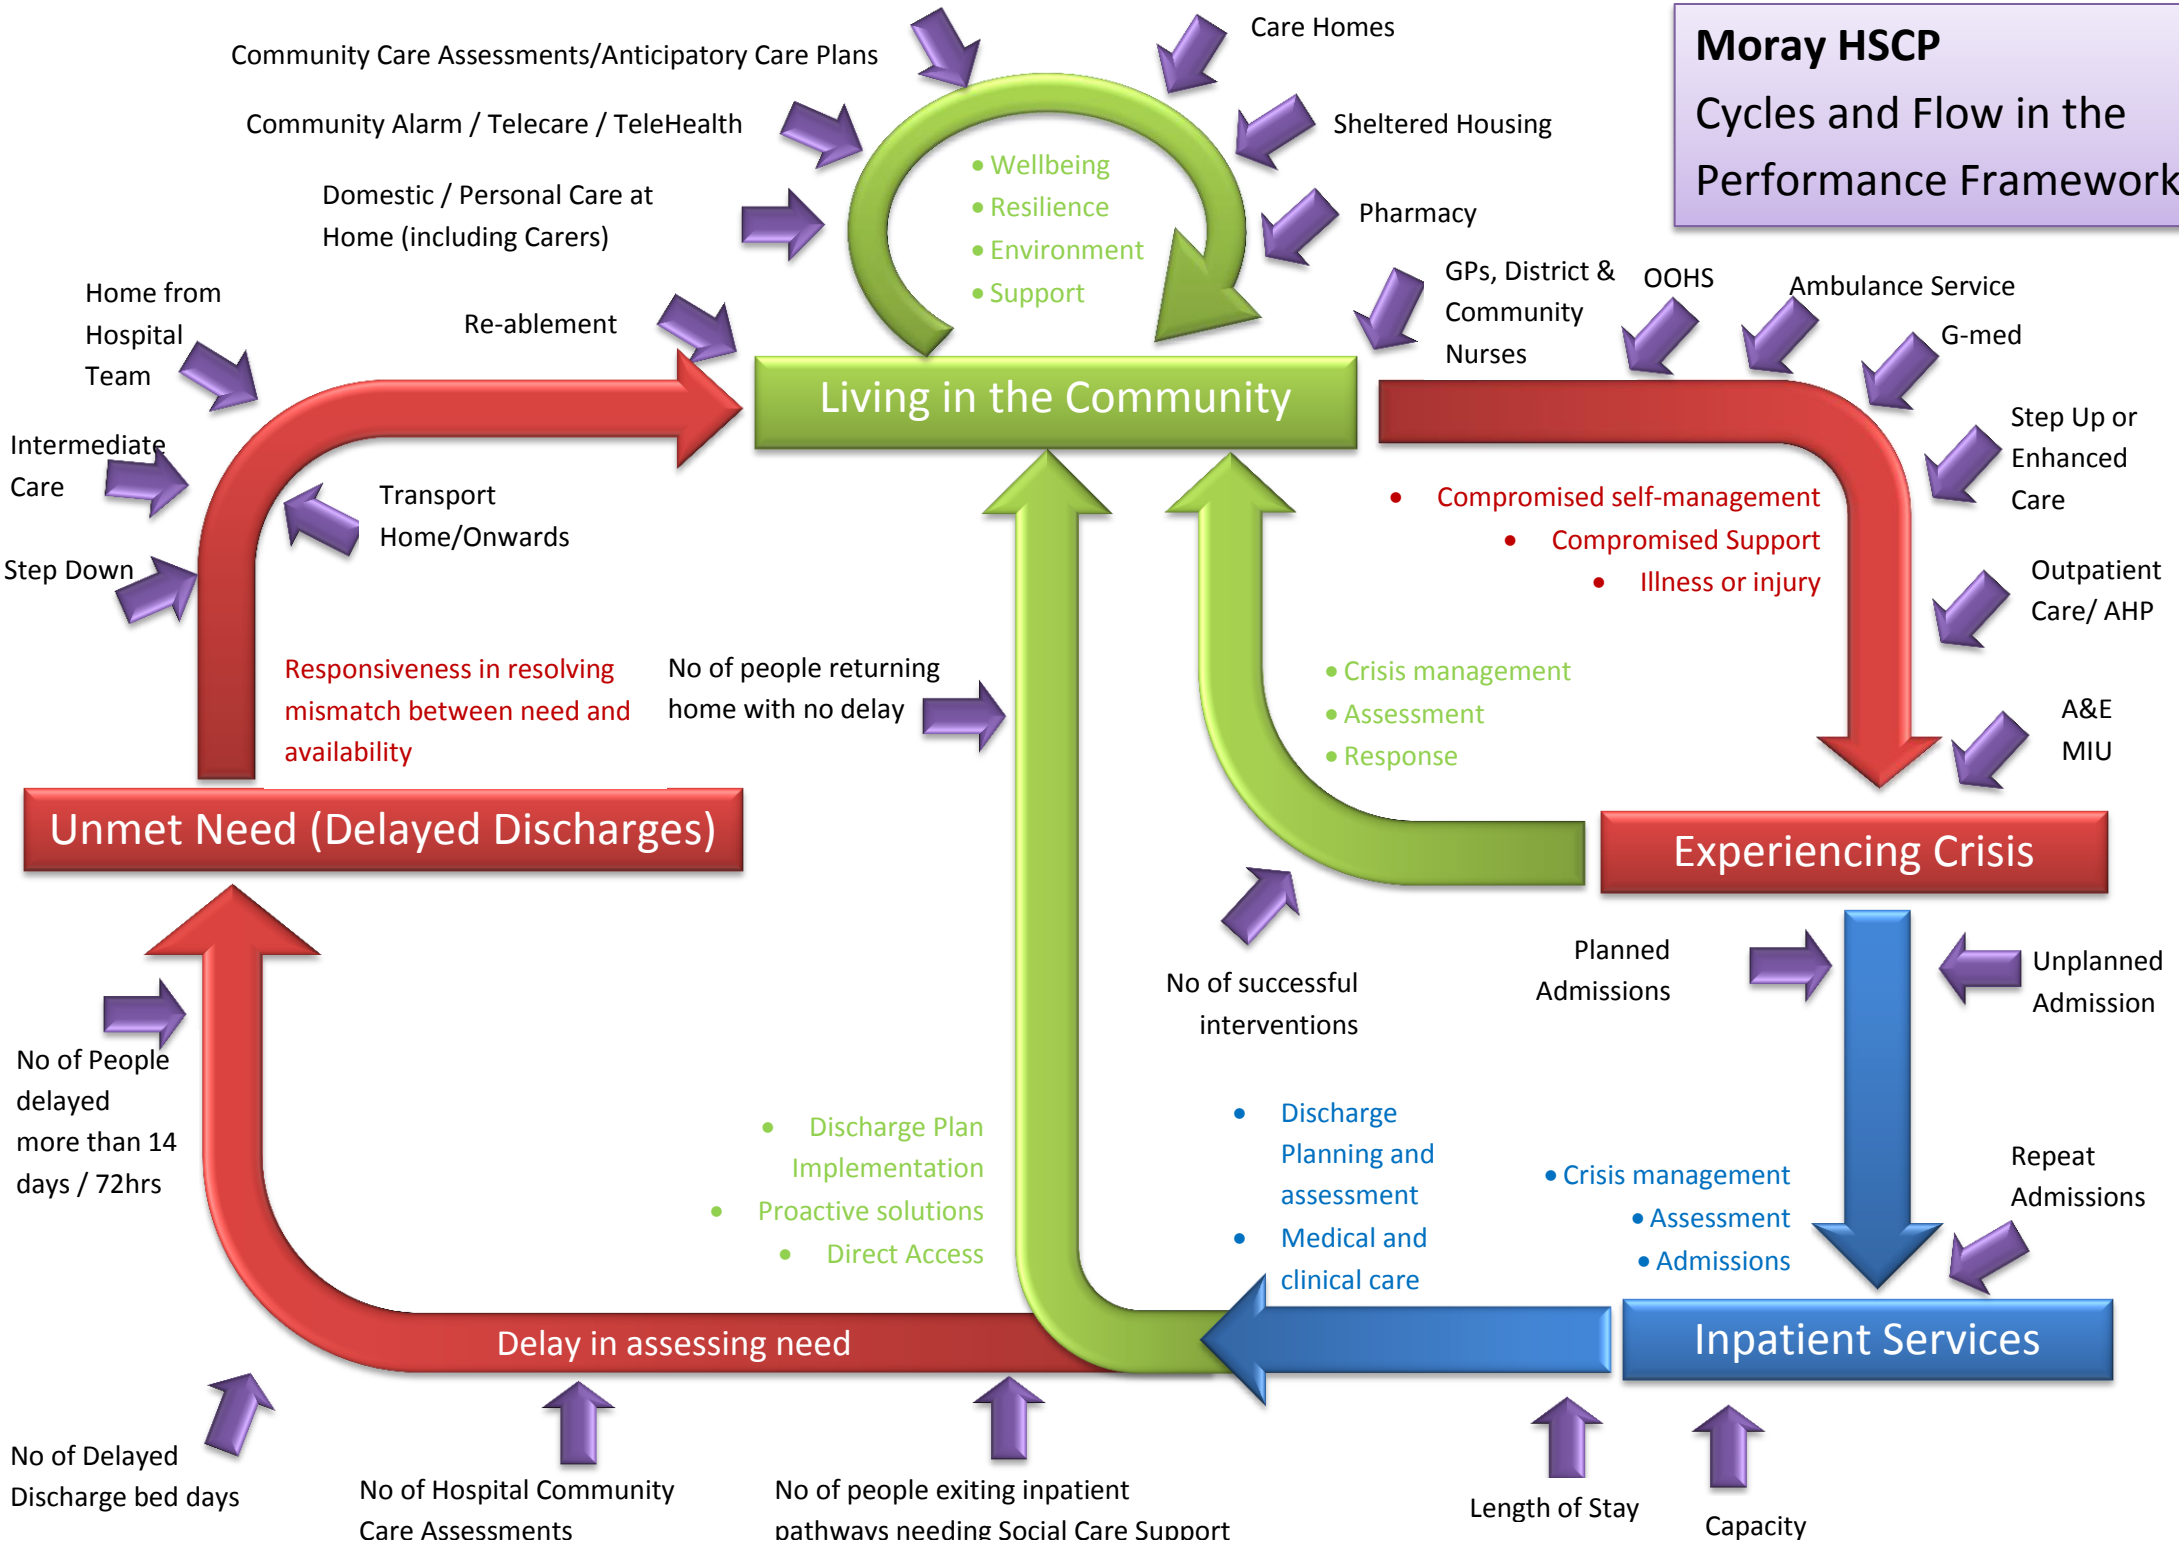 Moray HSCP
Cycles and Flow in the
Performance Framework
Community Care Assessments/Anticipatory Care Plans
Care Homes
Community Alarm / Telecare / TeleHealth
Sheltered Housing
Domestic / Personal Care at
Home (including Carers)
Pharmacy
• Wellbeing
• Resilience
• Environment
• Support
Home from
Hospital
Team
Re-ablement
GPs, District &
Community
Nurses
OOHS
Ambulance Service
G-med
Living in the Community
Step Up or
Enhanced
Care
Intermediate
Care
Transport
Home/Onwards
Step Down
• Compromised self-management
• Compromised Support
• Illness or injury
Outpatient
Care/ AHP
Responsiveness in resolving
mismatch between need and
availability
No of people returning
home with no delay
• Crisis management
• Assessment
• Response
A&E
MIU
Unmet Need (Delayed Discharges)
Experiencing Crisis
No of successful
interventions
Planned
Admissions
Unplanned
Admission
No of People
delayed
more than 14
days / 72hrs
• Discharge Plan
Implementation
• Proactive solutions
• Direct Access
• Discharge
Planning and
assessment
• Medical and
clinical care
• Crisis management
• Assessment
• Admissions
Repeat
Admissions
Delay in assessing need
Inpatient Services
No of Delayed
Discharge bed days
No of Hospital Community
Care Assessments
No of people exiting inpatient
pathways needing Social Care Support
Length of Stay
Capacity